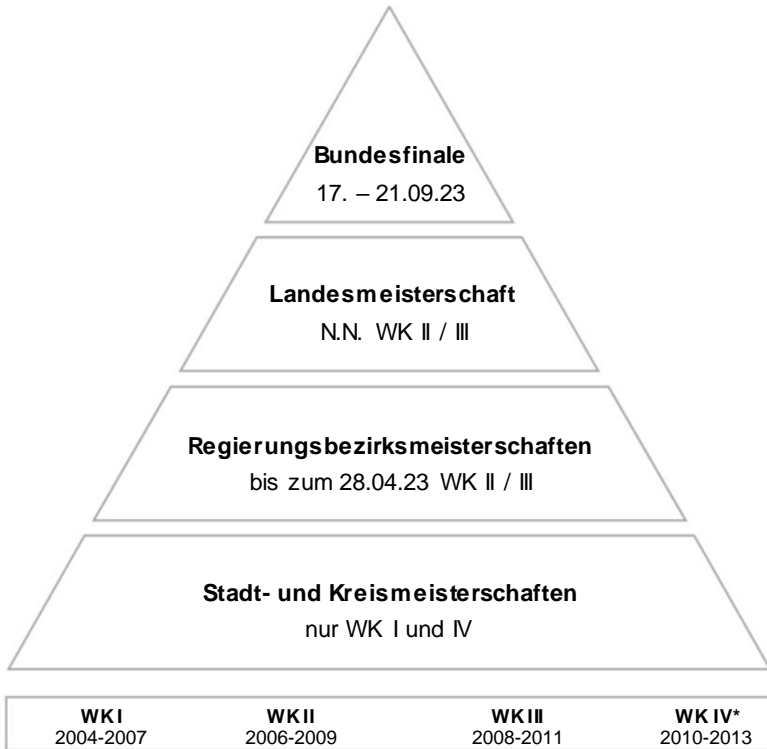 Bundesfinale
17. – 21.09.23
Landesmeisterschaft
N.N. WK II / III
Regierungsbezirksmeisterschaften
bis zum 28.04.23 WK II / III
Stadt- und Kreismeisterschaften
nur WK I und IV
WK I WK II WK III WK IV*
2004-2007 2006-2009 2008-2011 2010-2013